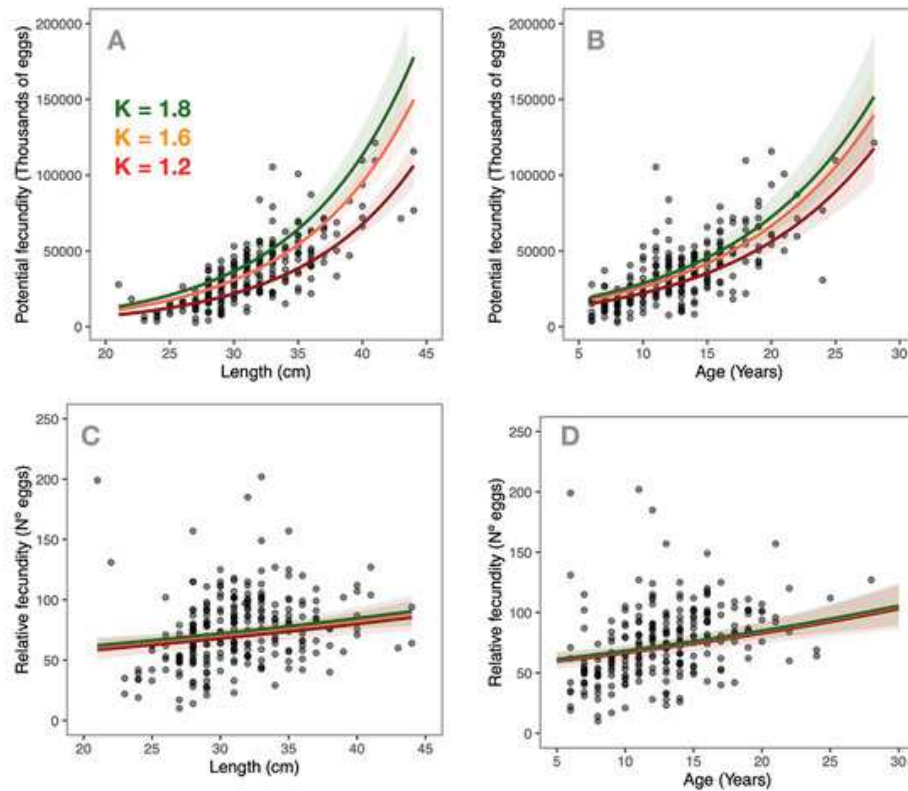 A
K = 1.8
K = 1.6
K = 1.2
Potential fecundity (Thousands of eggs)
200000
150000
100000
50000
0
20 25 30 35 40 45
Length (cm)
B
Potential fecundity (Thousands of eggs)
200000
150000
100000
50000
0
5 10 15 20 25 30
Age (Years)
C
Relative fecundity (N° eggs)
250
200
150
100
50
0
20 25 30 35 40 45
Length (cm)
D
Relative fecundity (N° eggs)
250
200
150
100
50
0
5 10 15 20 25 30
Age (Years)